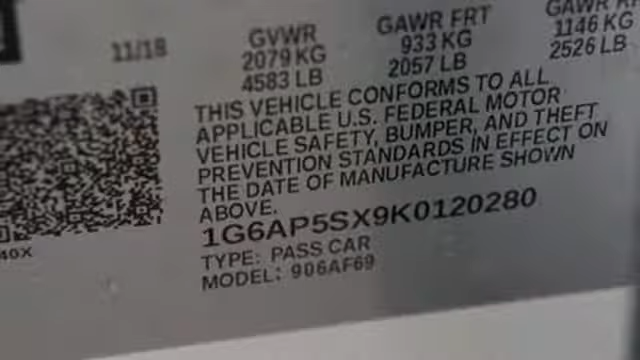 11/18
GVWR
2079 KG
4583 LB
GAWR FRT
933 KG
2057 LB
GAWR
1146 KG
2526 LB
THIS VEHICLE CONFORMS TO ALL
APPLICABLE U.S. FEDERAL MOTOR
VEHICLE SAFETY, BUMPER, AND THEFT
PREVENTION STANDARDS IN EFFECT ON
THE DATE OF MANUFACTURE SHOWN
ABOVE.
1G6AP5SX9K0120280
TYPE: PASS CAR
MODEL: 906AF69
40X